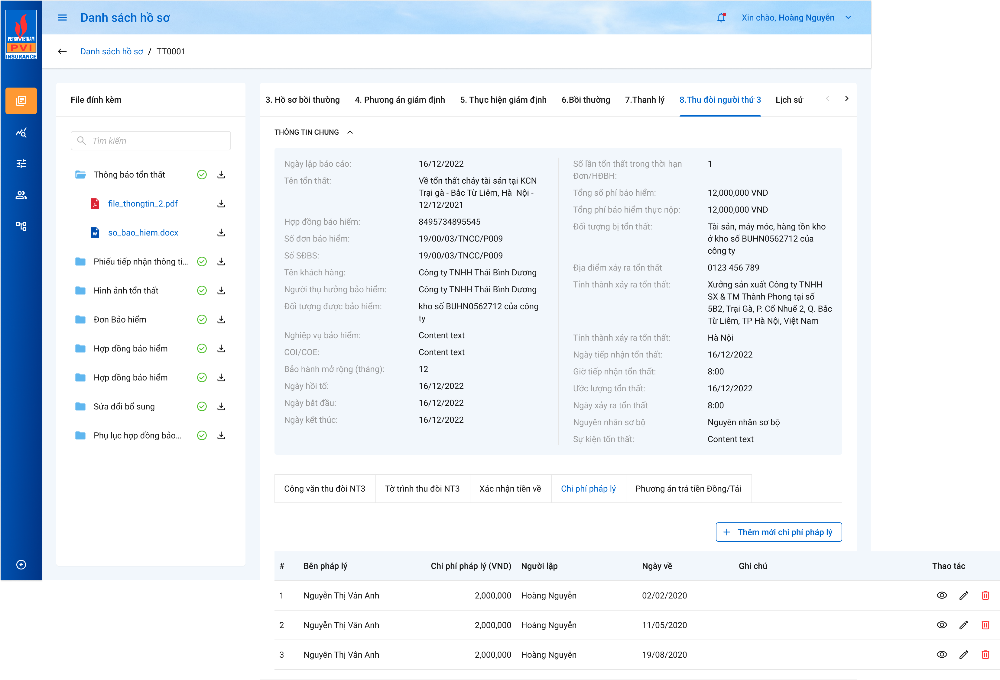 PETROVIETNAM
PVI
INSURANCE
Danh sách hồ sơ
Xin chào, Hoàng Nguyễn
Danh sách hồ sơ / TT0001
File đính kèm
Tìm kiếm
Thông báo tổn thất
file_thongtin_2.pdf
so_bao_hiem.docx
Phiếu tiếp nhận thông ti...
Hình ảnh tổn thất
Đơn Bảo hiểm
Hợp đồng bảo hiểm
Hợp đồng bảo hiểm
Sửa đổi bổ sung
Phụ lục hợp đồng bảo...
3. Hồ sơ bồi thường 4. Phương án giám định 5. Thực hiện giám định 6.Bồi thường 7.Thanh lý 8.Thu đòi người thứ 3 Lịch sử
THÔNG TIN CHUNG
Ngày lập báo cáo: 16/12/2022
Tên tổn thất: Về tổn thất cháy tài sản tại KCN
Trại gà - Bắc Từ Liêm, Hà Nội -
12/12/2021
Hợp đồng bảo hiểm: 8495734895545
Số đơn bảo hiểm: 19/00/03/TNCC/P009
Số SĐBS: 19/00/03/TNCC/P009
Tên khách hàng: Công ty TNHH Thái Bình Dương
Người thụ hưởng bảo hiểm: Công ty TNHH Thái Bình Dương
Đối tượng được bảo hiểm: kho số BUHN0562712 của công
ty
Nghiệp vụ bảo hiểm: Content text
COI/COE: Content text
Bảo hành mở rộng (tháng): 12
Ngày hồi tố: 16/12/2022
Ngày bắt đầu: 16/12/2022
Ngày kết thúc: 16/12/2022
Số lần tổn thất trong thời hạn 1
Đơn/HĐBH:
Tổng số phí bảo hiểm: 12,000,000 VND
Tổng phí bảo hiểm thực nộp: 12,000,000 VND
Đối tượng bị tổn thất: Tài sản, máy móc, hàng tồn kho
ở kho số BUHN0562712 của
công ty
Địa điểm xảy ra tổn thất 0123 456 789
Tỉnh thành xảy ra tổn thất: Xưởng sản xuất Công ty TNHH
SX & TM Thành Phong tại số
5B2, Trại Gà, P. Cổ Nhuế 2, Q. Bắc
Từ Liêm, TP Hà Nội, Việt Nam
Tỉnh thành xảy ra tổn thất: Hà Nội
Ngày tiếp nhận tổn thất: 16/12/2022
Giờ tiếp nhận tổn thất: 8:00
Ước lượng tổn thất: 16/12/2022
Ngày xảy ra tổn thất 8:00
Nguyên nhân sơ bộ Nguyên nhân sơ bộ
Sự kiện tổn thất: Content text
Công văn thu đòi NT3 Tờ trình thu đòi NT3 Xác nhận tiền về Chi phí pháp lý Phương án trả tiền Đồng/Tái
Thêm mới chi phí pháp lý
# Bên pháp lý Chi phí pháp lý (VND) Người lập Ngày về Ghi chú Thao tác
1 Nguyễn Thị Vân Anh 2,000,000 Hoàng Nguyễn 02/02/2020
2 Nguyễn Thị Vân Anh 2,000,000 Hoàng Nguyễn 11/05/2020
3 Nguyễn Thị Vân Anh 2,000,000 Hoàng Nguyễn 19/08/2020